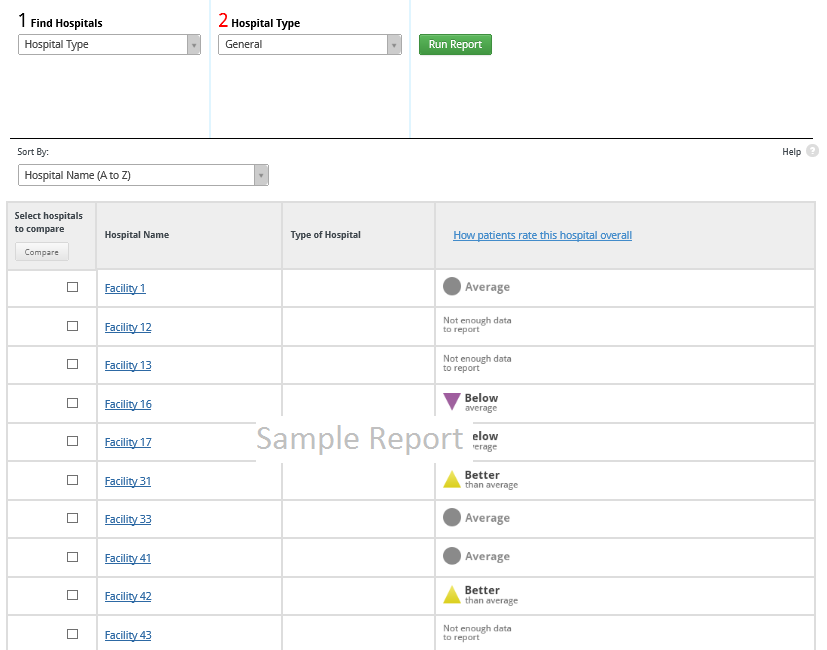 1 Find Hospitals
Hospital Type
2 Hospital Type
General
Run Report
Sort By:
Help ?
Hospital Name (A to Z)
Select hospitals
to compare
Compare
Hospital Name
Type of Hospital
How patients rate this hospital overall
Facility 1
Average
Facility 12
Not enough data
to report
Facility 13
Not enough data
to report
Facility 16
Below
average
Sample Report
Facility 17
elow
verage
Facility 31
Better
than average
Facility 33
Average
Facility 41
Average
Facility 42
Better
than average
Facility 43
Not enough data
to report